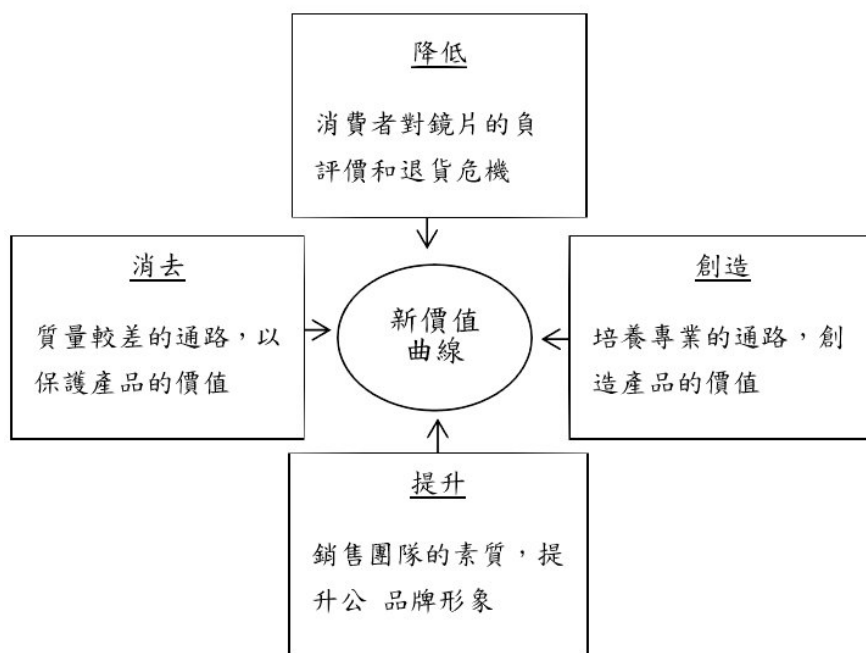 降低
消費者對鏡片的負
評價和退貨危機
消去
質量較差的通路，以
保護產品的價值
新價值
曲線
創造
培養專業的通路，創
造產品的價值
提升
銷售團隊的素質，提
升公 品牌形象